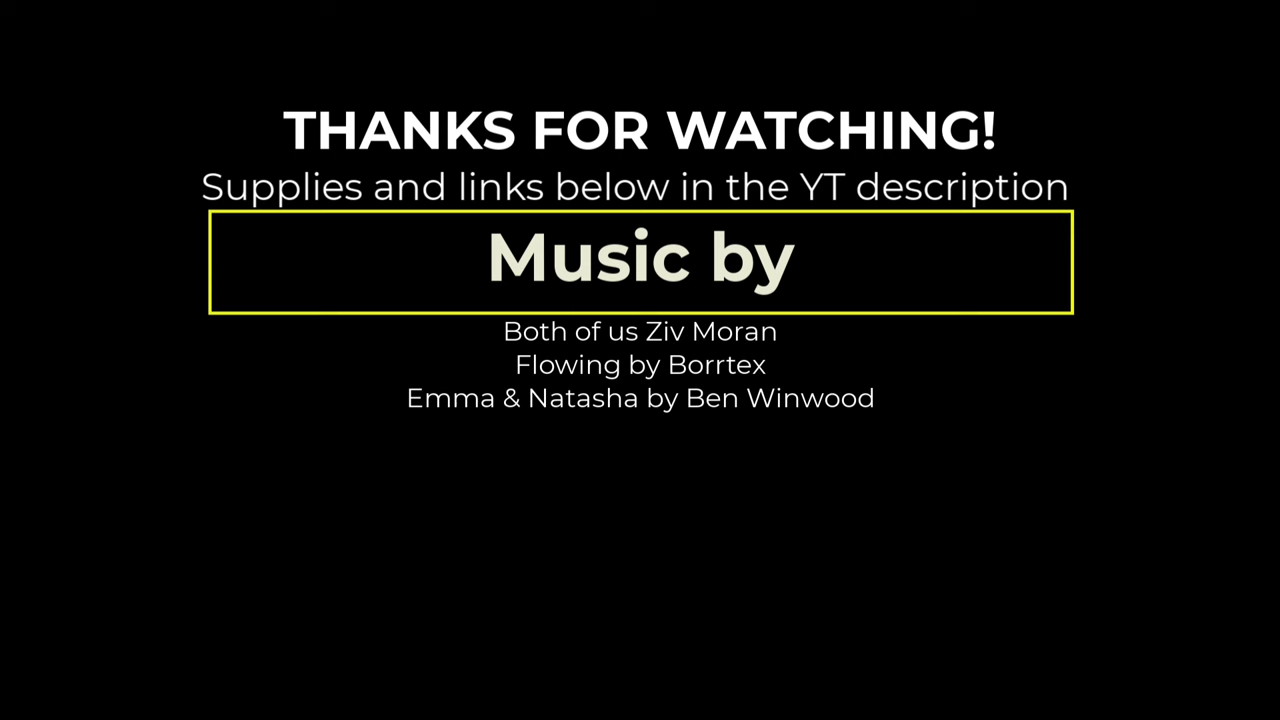 THANKS FOR WATCHING!
Supplies and links below in the YT description
Music by
Both of us Ziv Moran
Flowing by Borrtex
Emma & Natasha by Ben Winwood